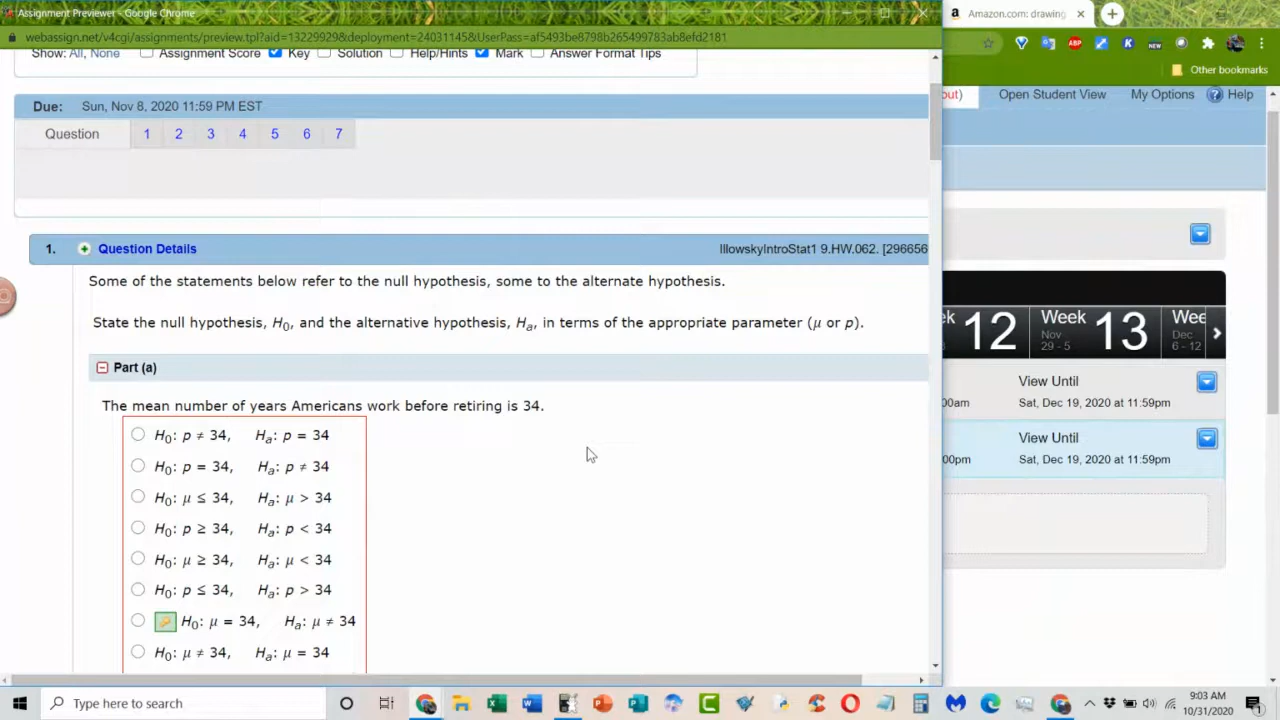 Assignment Previewer - Google Chrome
Amazon.com: drawing
webassign.net/v4cgi/assignments/preview.tpl?aid=13229929&deployment=24031145&UserPass=af5493be8798b265499783ab8efd2181
Other bookmarks
Show: All, None Assignment Score Key Solution Help/Hints Mark Answer Format Tips
out) Open Student View My Options Help
Due: Sun, Nov 8, 2020 11:59 PM EST
Question 1 2 3 4 5 6 7
1. Question Details IllowskyIntroStat1 9.HW.062. [296656
Some of the statements below refer to the null hypothesis, some to the alternate hypothesis.
State the null hypothesis, H0, and the alternative hypothesis, Ha, in terms of the appropriate parameter (μ or p).
ek 12 Week Nov 29 - 5 13 Wee Dec 6 - 12
Part (a)
The mean number of years Americans work before retiring is 34.
H0: p ≠ 34, Ha: p = 34
H0: p = 34, Ha: p ≠ 34
H0: μ ≤ 34, Ha: μ > 34
H0: p ≥ 34, Ha: p < 34
H0: μ ≥ 34, Ha: μ < 34
H0: p ≤ 34, Ha: p > 34
H0: μ = 34, Ha: μ ≠ 34
H0: μ ≠ 34, Ha: μ = 34
View Until
00am Sat, Dec 19, 2020 at 11:59pm
View Until
00pm Sat, Dec 19, 2020 at 11:59pm
Type here to search
9:03 AM
10/31/2020